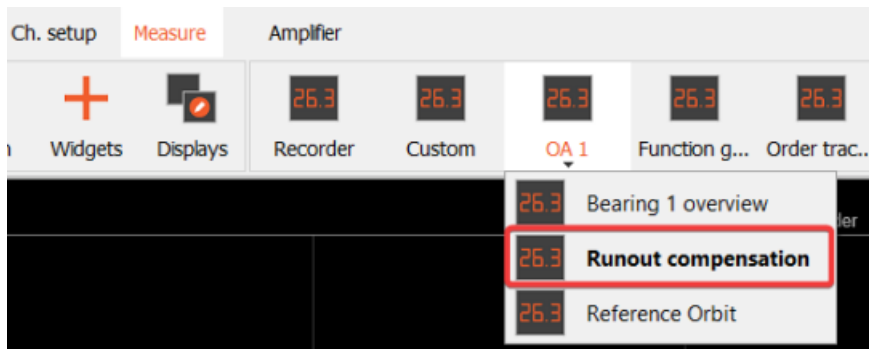 Ch. setup Measure Amplifier
Widgets Displays Recorder Custom OA 1 Function g... Order trac...
26.3 26.3 26.3 26.3 26.3
26.3 Bearing 1 overview
26.3 Runout compensation
26.3 Reference Orbit